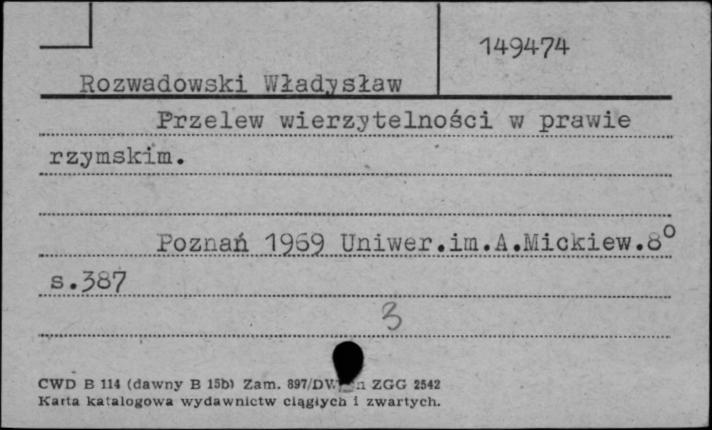 149474
Rozwadowski Władysław
Przelew wierzytelności w prawie
rzymskim.
Poznań 1969 Uniwer.im.A.Mickiew.8°
s.387
3
CWD B 114 (dawny B 15b) Zam. 897/ ZGG 2542
Karta katalogowa wydawnictw ciągłych i zwartych.